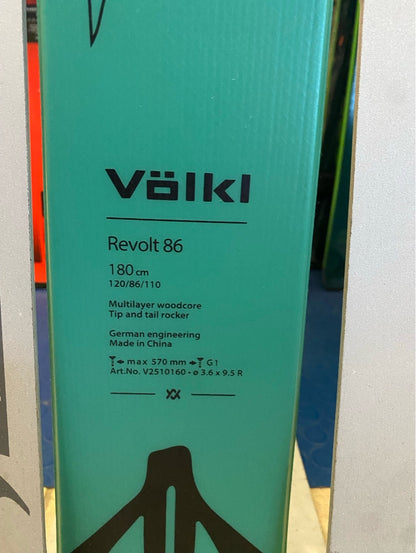 Völkl
Revolt 86
180 cm
120/86/110
Multilayer woodcore
Tip and tail rocker
German engineering
Made in China
max 570 mm G1
Art.No. V2510160 • ø 3.6 x 9.5 R